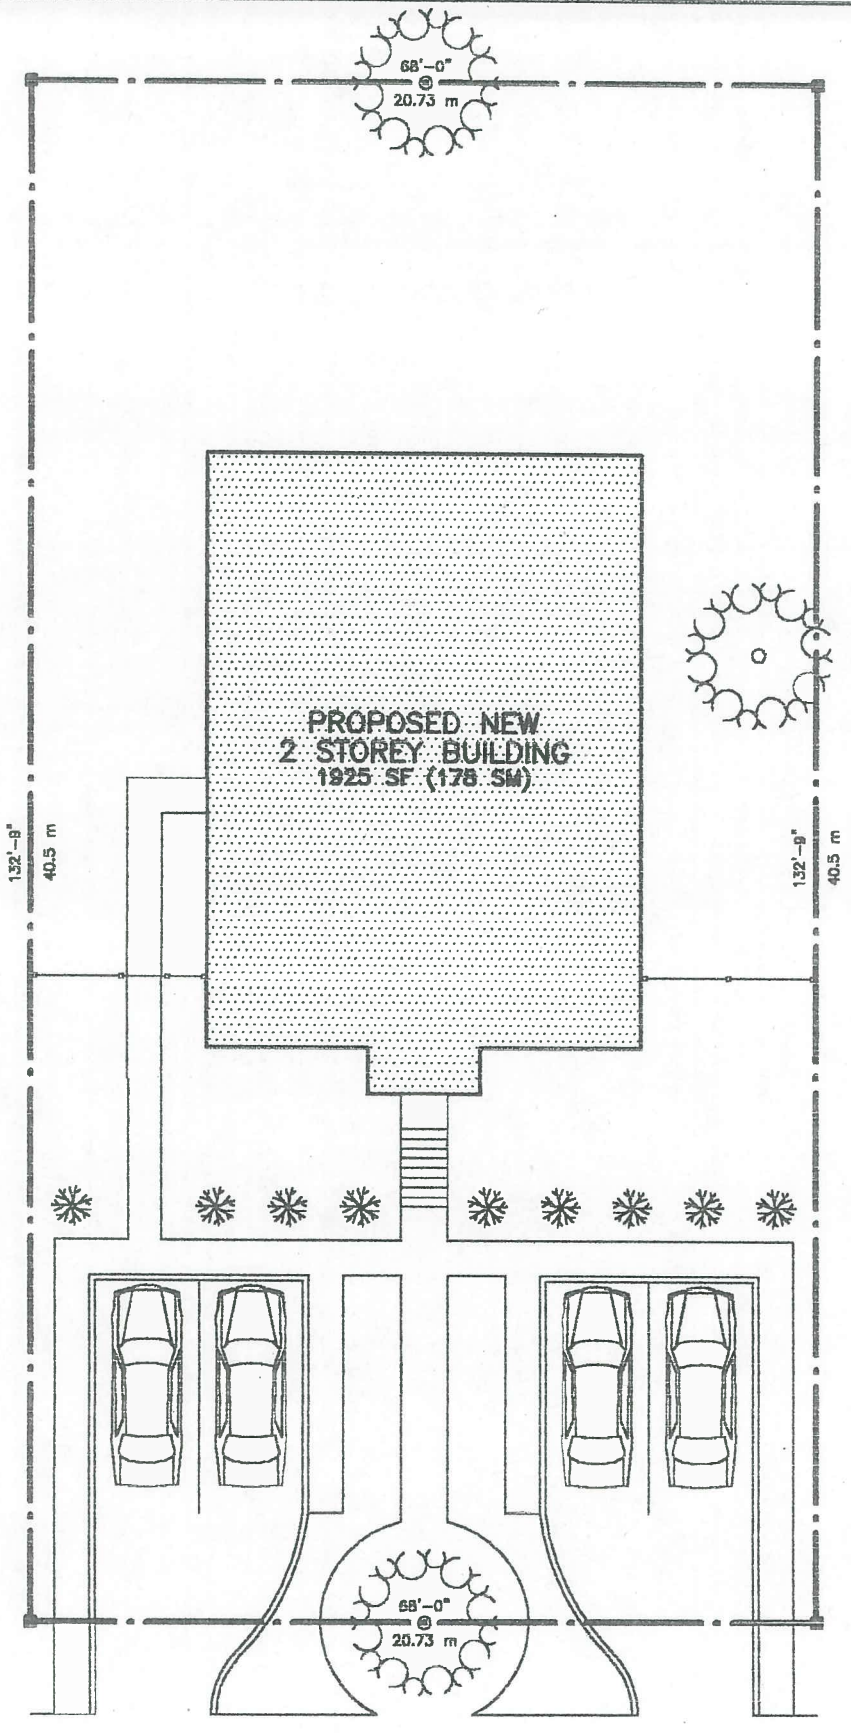 68'-0"
20.73 m
PROPOSED NEW
2 STOREY BUILDING
1925 SF (178 SM)
132'-9"
40.5 m
132'-9"
40.5 m
68'-0"
20.73 m